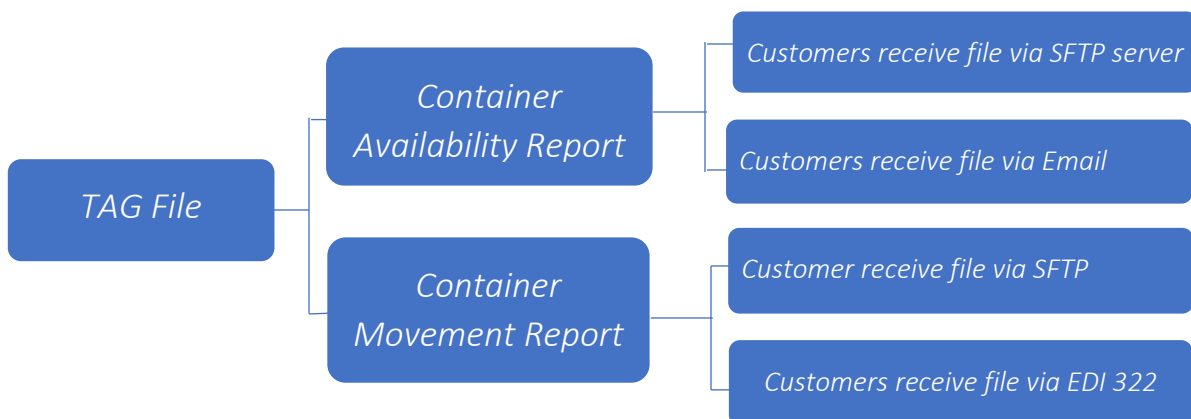 TAG File
Container
Availability Report
Customers receive file via SFTP server
Customers receive file via Email
Container
Movement Report
Customer receive file via SFTP
Customers receive file via EDI 322